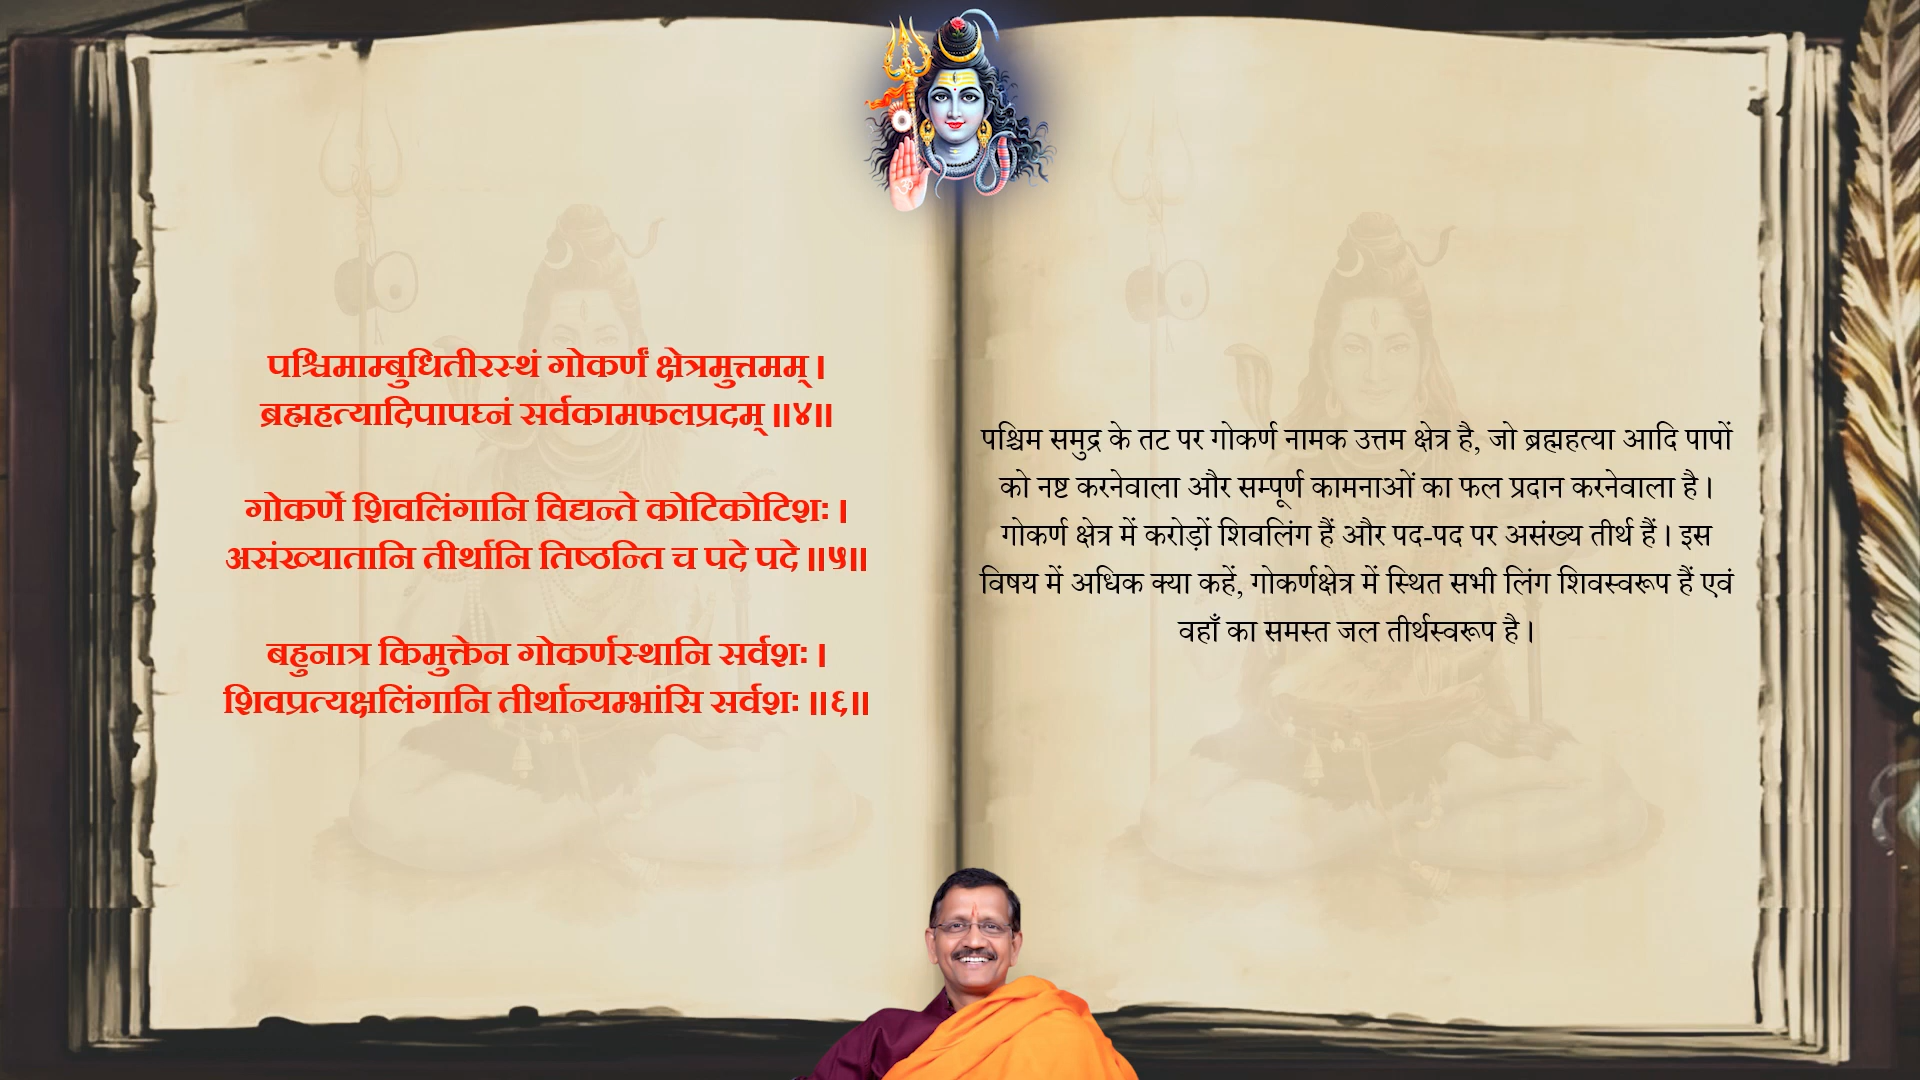 पश्चिमाम्बुधितीरस्थं गोकर्णं क्षेत्रमुत्तमम् ।
ब्रह्महत्यादिपापघ्नं सर्वकामफलप्रदम् ॥४॥
गोकर्णे शिवलिंगानि विद्यन्ते कोटिकोटिशः ।
असंख्यातानि तीर्थानि तिष्ठन्ति च पदे पदे ॥५॥
बहुनात्र किमुक्तेन गोकर्णस्थानि सर्वशः ।
शिवप्रत्यक्षलिंगानि तीर्थान्यम्भांसि सर्वशः ॥६॥
पश्चिम समुद्र के तट पर गोकर्ण नामक उत्तम क्षेत्र है, जो ब्रह्महत्या आदि पापों
को नष्ट करनेवाला और सम्पूर्ण कामनाओं का फल प्रदान करनेवाला है।
गोकर्ण क्षेत्र में करोड़ों शिवलिंग हैं और पद-पद पर असंख्य तीर्थ हैं। इस
विषय में अधिक क्या कहें, गोकर्णक्षेत्र में स्थित सभी लिंग शिवस्वरूप हैं एवं
वहाँ का समस्त जल तीर्थस्वरूप है।